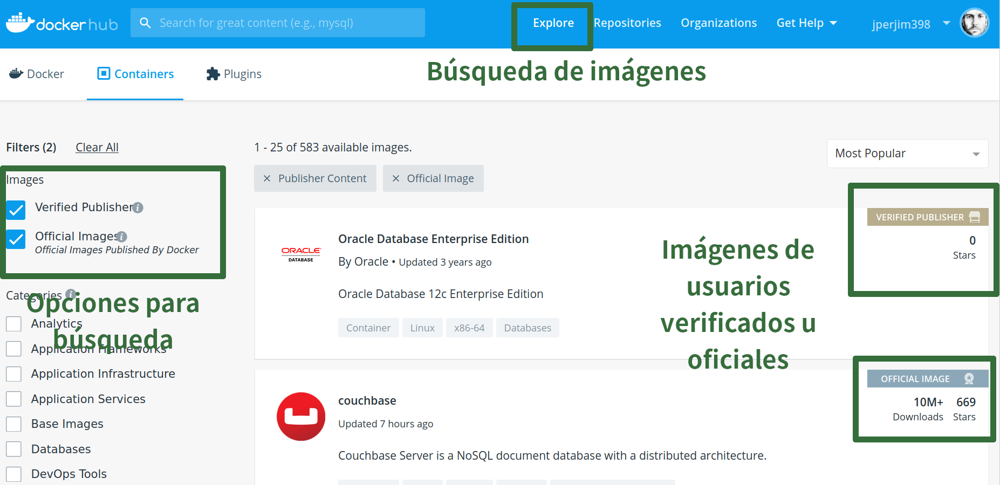 docker hub
Search for great content (e.g., mysql)
Explore
Repositories
Organizations
Get Help
jperjim398
Docker
Containers
Plugins
Búsqueda de imágenes
Filters (2)
Clear All
1 - 25 of 583 available images.
Most Popular
Images
Publisher Content
Official Image
Verified Publisher
Official Images
Official Images Published By Docker
VERIFIED PUBLISHER
0
Stars
ORACLE
DATABASE
Oracle Database Enterprise Edition
By Oracle • Updated 3 years ago
Oracle Database 12c Enterprise Edition
Container
Linux
x86-64
Databases
Imágenes de
usuarios
verificados u
oficiales
Categories
Opciones para
búsqueda
Analytics
Application Frameworks
Application Infrastructure
Application Services
Base Images
Databases
DevOps Tools
OFFICIAL IMAGE
10M+
Downloads
669
Stars
couchbase
Updated 7 hours ago
Couchbase Server is a NoSQL document database with a distributed architecture.